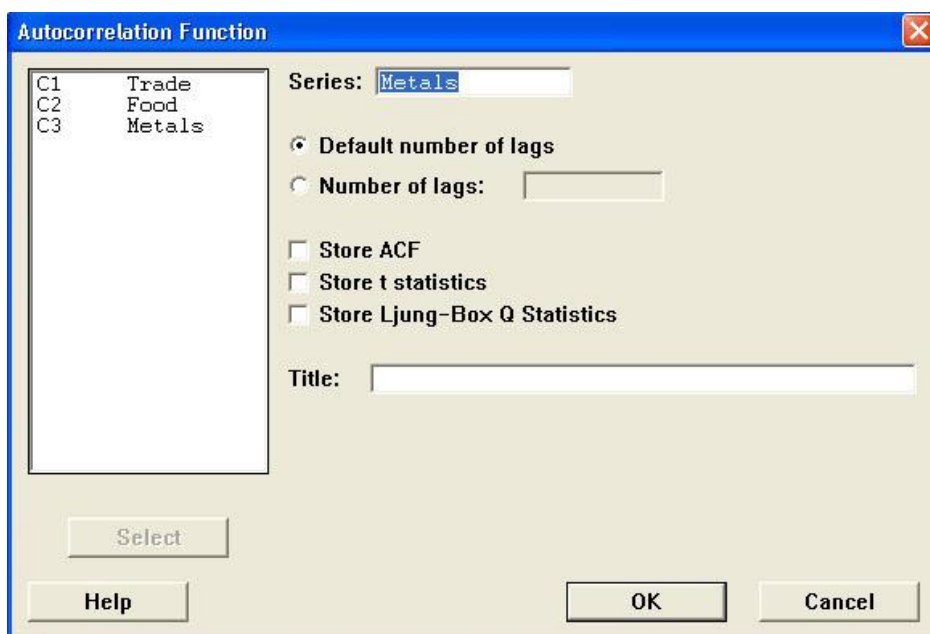 Autocorrelation Function
C1 Trade
C2 Food
C3 Metals
Series: Metals
Default number of lags
Number of lags:
Store ACF
Store t statistics
Store Ljung-Box Q Statistics
Title:
Select
Help
OK
Cancel